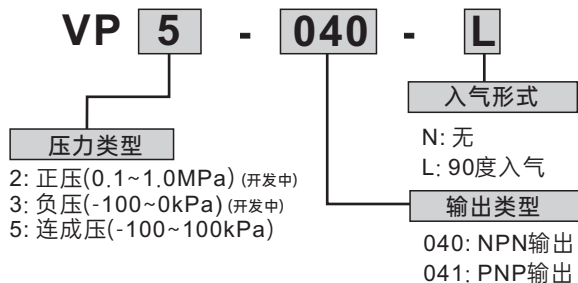 VP 5 - 040 - L
压力类型
2: 正压(0.1~1.0MPa) (开发中)
3: 负压(-100~0kPa) (开发中)
5: 连成压(-100~100kPa)
入气形式
N: 无
L: 90度入气
输出类型
040: NPN输出
041: PNP输出